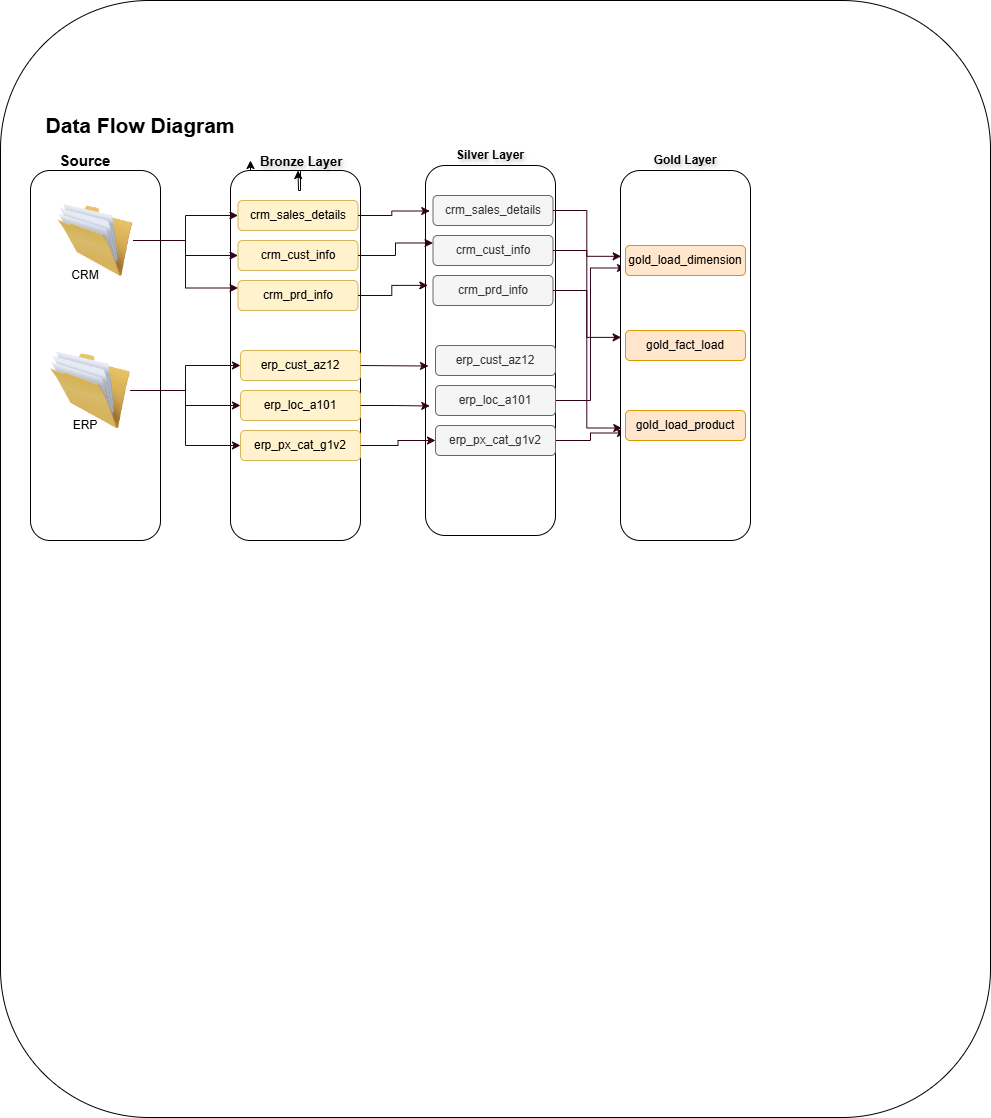 Data Flow Diagram
Source
Bronze Layer
Silver Layer
Gold Layer
CRM
ERP
crm_sales_details
crm_cust_info
crm_prd_info
erp_cust_az12
erp_loc_a101
erp_px_cat_g1v2
crm_sales_details
crm_cust_info
crm_prd_info
erp_cust_az12
erp_loc_a101
erp_px_cat_g1v2
gold_load_dimension
gold_fact_load
gold_load_product